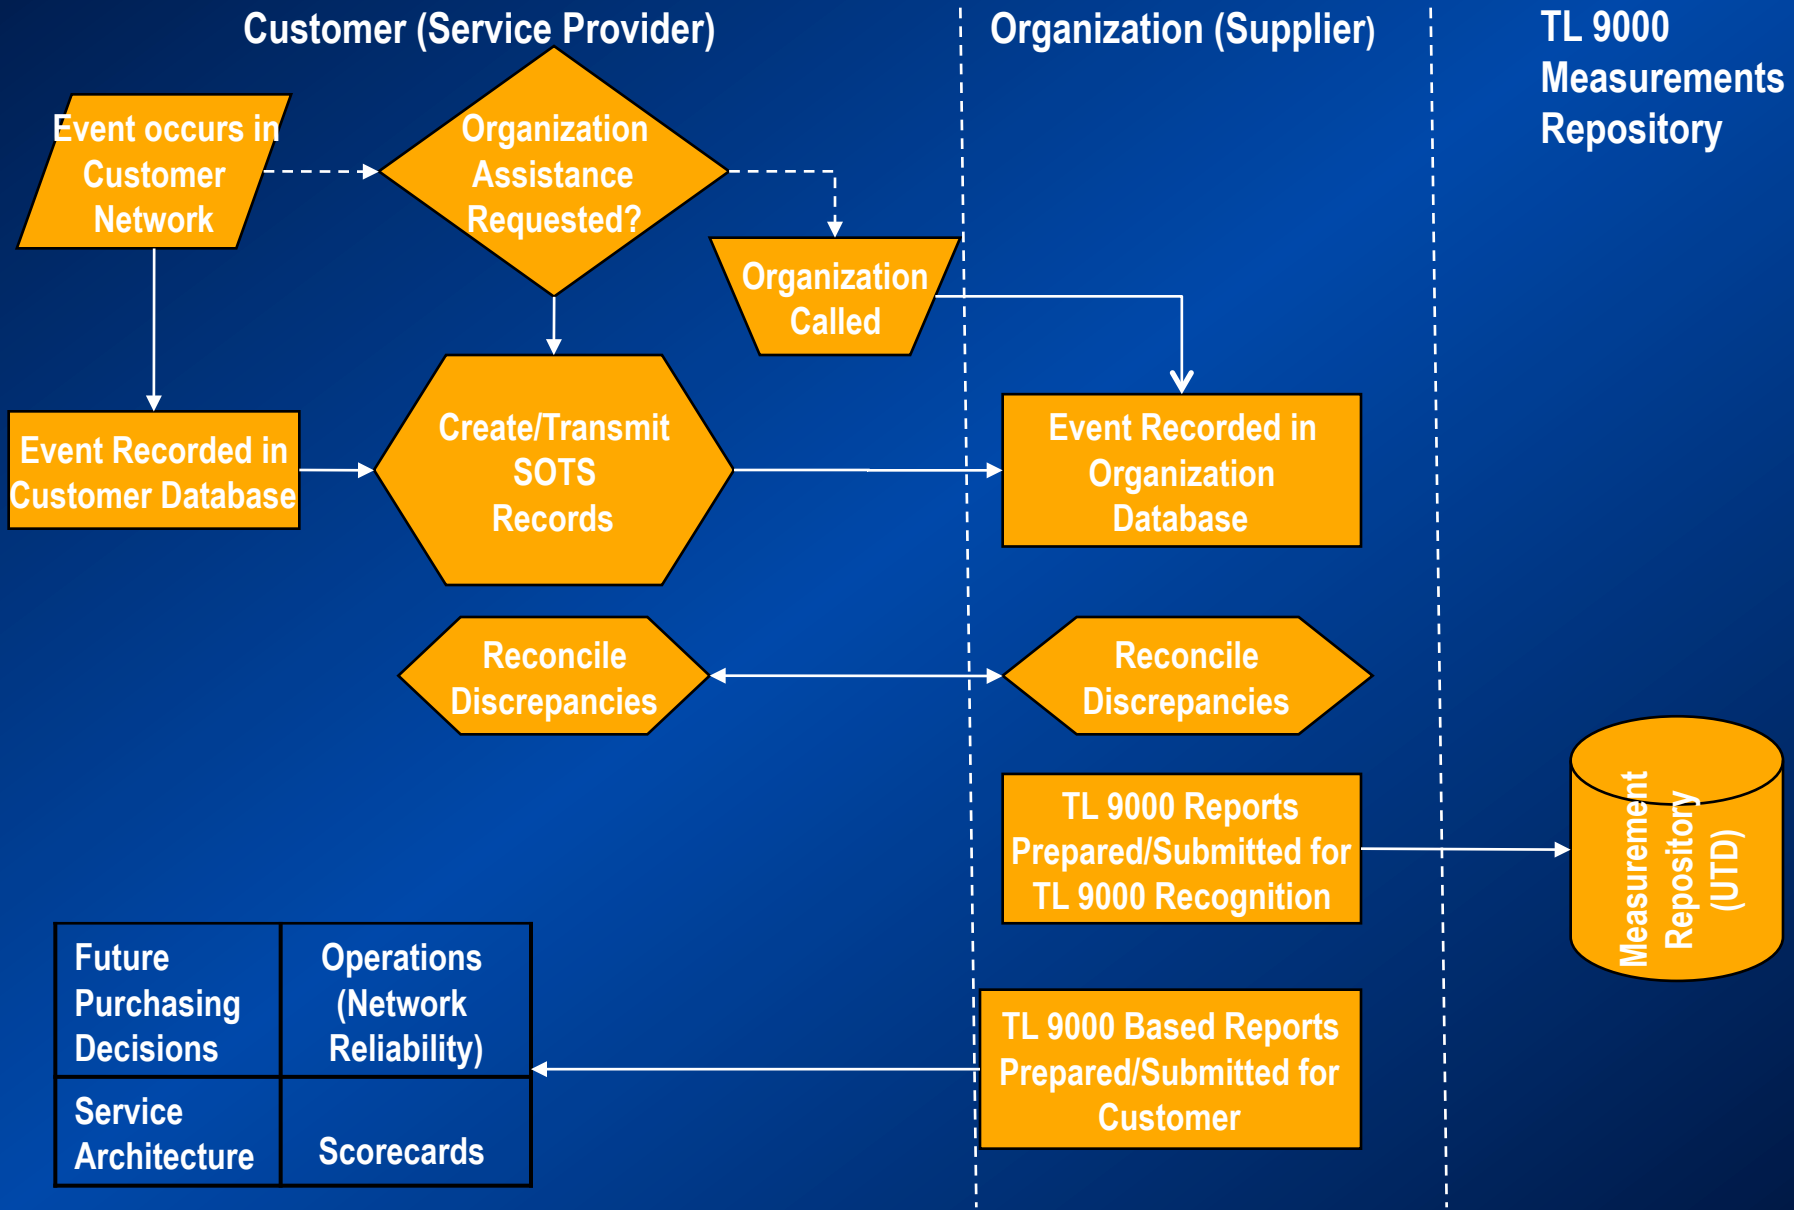 Customer (Service Provider)
Organization (Supplier)
TL 9000
Measurements
Repository
Event occurs in
Customer
Network
Organization
Assistance
Requested?
Organization
Called
Event Recorded in
Customer Database
Create/Transmit
SOTS
Records
Event Recorded in
Organization
Database
Reconcile
Discrepancies
Reconcile
Discrepancies
TL 9000 Reports
Prepared/Submitted for
TL 9000 Recognition
Measurement
Repository
(UTD)
Future
Purchasing
Decisions
Operations
(Network
Reliability)
Service
Architecture
Scorecards
TL 9000 Based Reports
Prepared/Submitted for
Customer